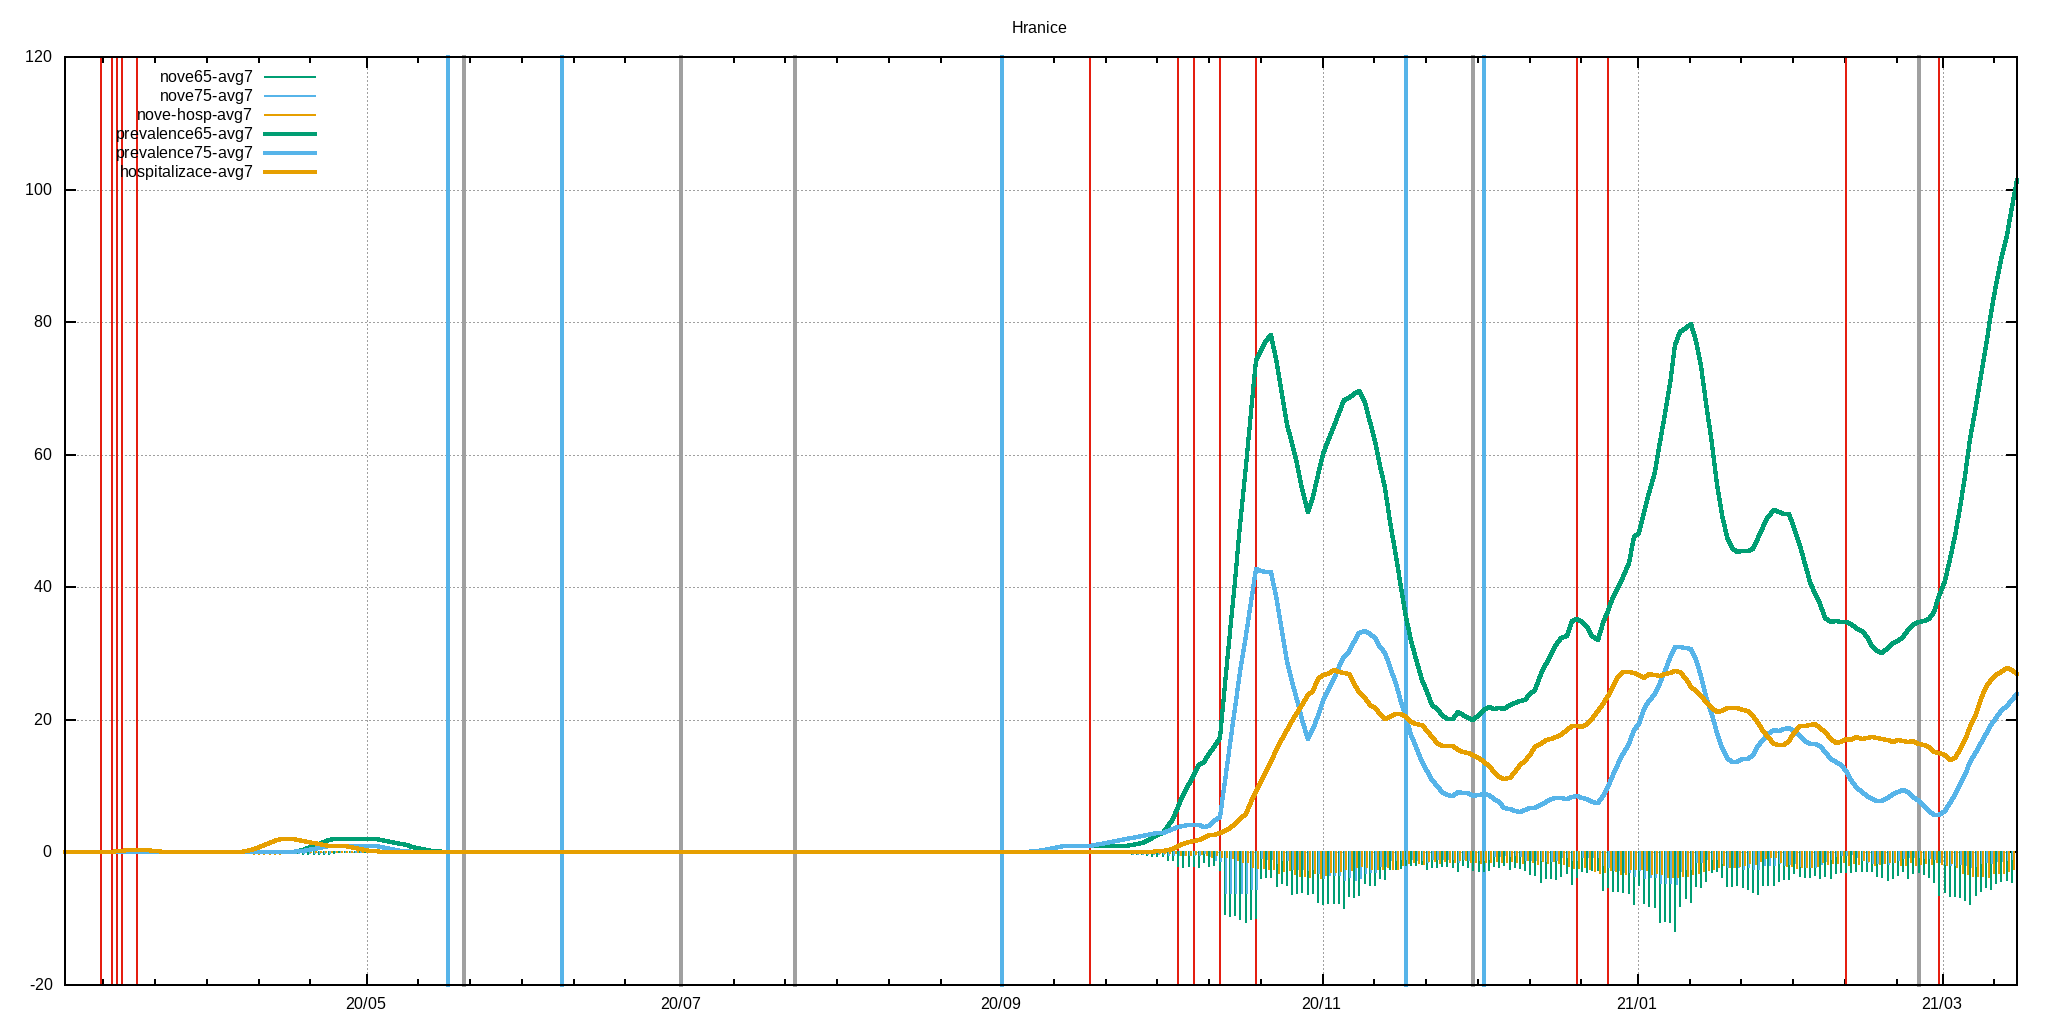 Hranice
120
100
80
60
40
20
0
-20
nove65-avg7
nove75-avg7
nove-hosp-avg7
prevalence65-avg7
prevalence75-avg7
hospitalizace-avg7
20/05 20/07 20/09 20/11 21/01 21/03